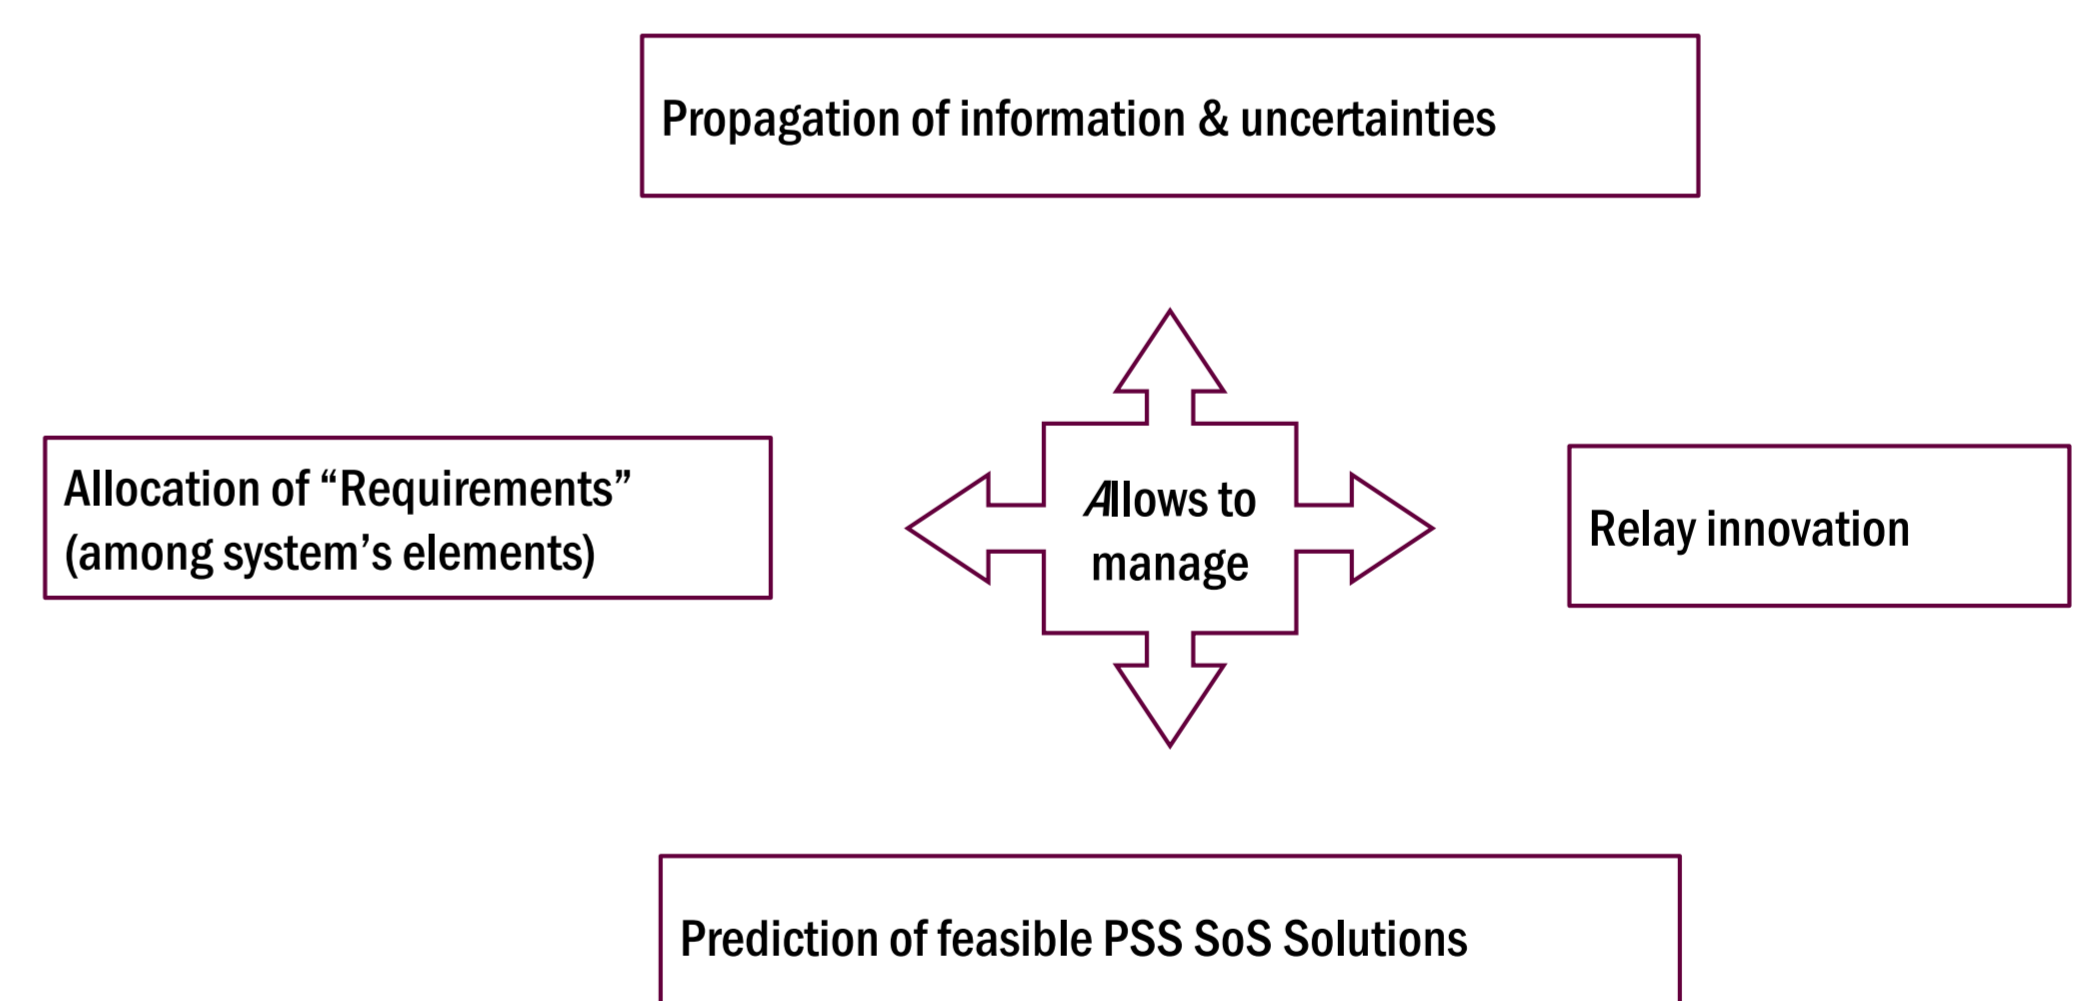 Propagation of information & uncertainties
Allocation of “Requirements”
(among system’s elements)
Allows to
manage
Relay innovation
Prediction of feasible PSS SoS Solutions